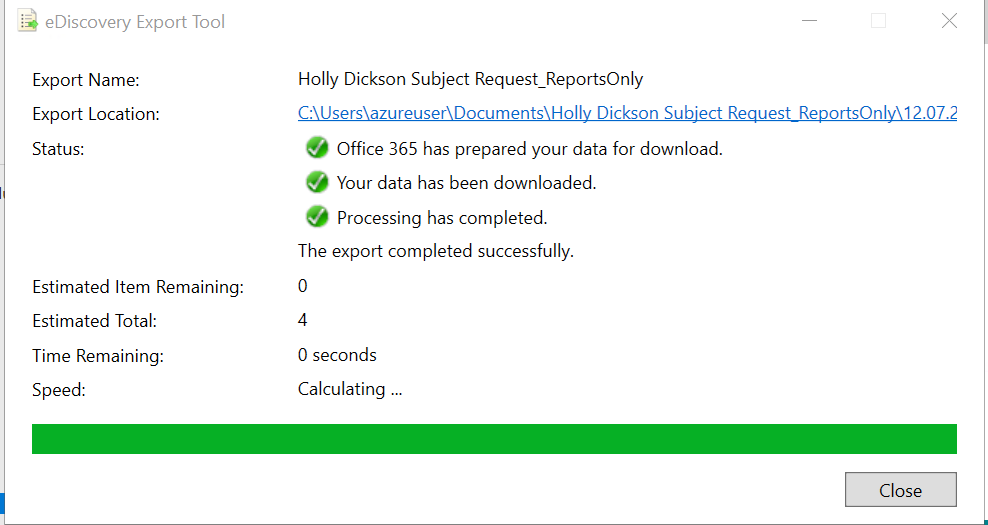 eDiscovery Export Tool
Export Name: Holly Dickson Subject Request_ReportsOnly
Export Location: C:\Users\azureuser\Documents\Holly Dickson Subject Request_ReportsOnly\12.07.2
Status: Office 365 has prepared your data for download.
Your data has been downloaded.
Processing has completed.
The export completed successfully.
Estimated Item Remaining: 0
Estimated Total: 4
Time Remaining: 0 seconds
Speed: Calculating ...
Close